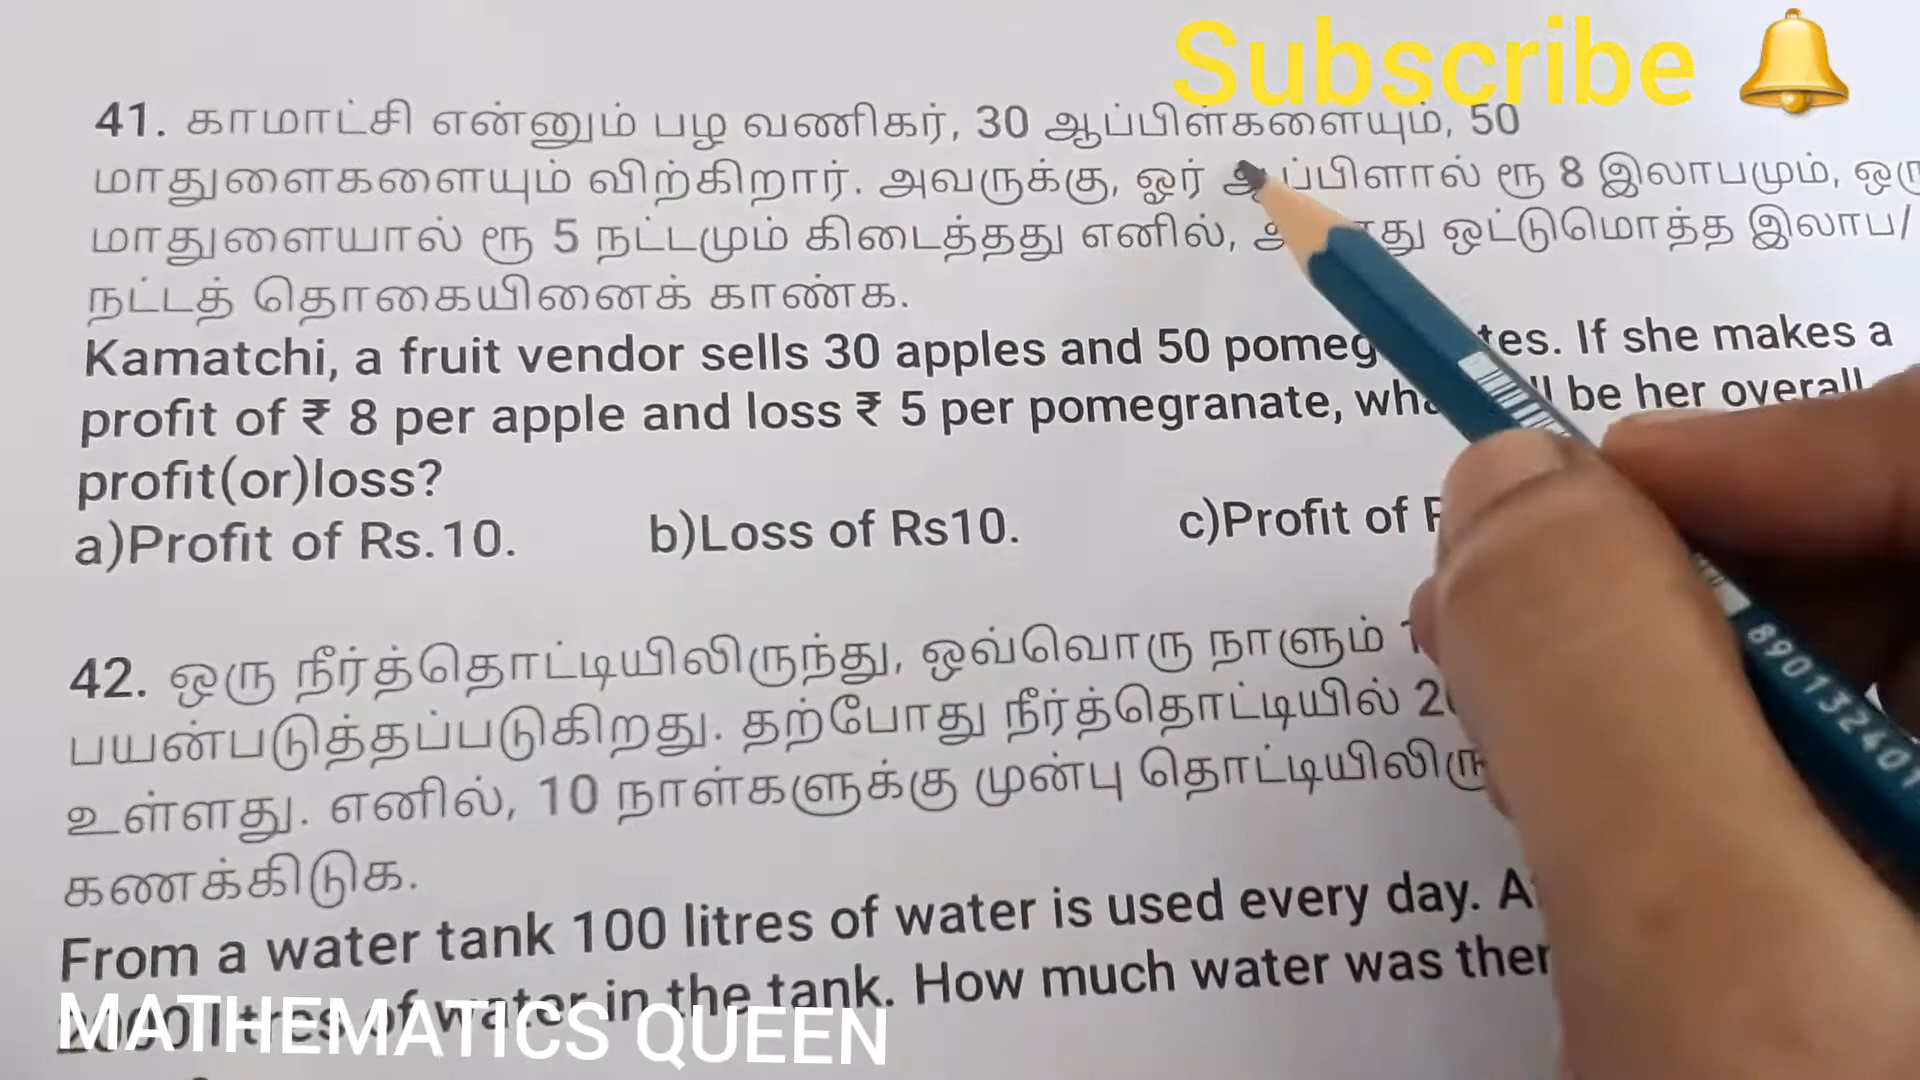 Subscribe
41. காமாட்சி என்னும் பழ வணிகர், 30 ஆப்பிள்களையும், 50
மாதுளைகளையும் விற்கிறார். அவருக்கு, ஓர் ஆப்பிளால் ரூ 8 இலாபமும், ஒரு
மாதுளையால் ரூ 5 நட்டமும் கிடைத்தது எனில், ஒட்டுமொத்த இலாப/
நட்டத் தொகையினைக் காண்க.
Kamatchi, a fruit vendor sells 30 apples and 50 If she makes a
profit of ₹ 8 per apple and loss ₹ 5 per pomegranate, be her overall
profit(or)loss?
a)Profit of Rs.10. b)Loss of Rs10. c)Profit of
42. ஒரு நீர்த்தொட்டியிலிருந்து, ஒவ்வொரு நாளும்
பயன்படுத்தப்படுகிறது. தற்போது நீர்த்தொட்டியில்
உள்ளது. எனில், 10 நாள்களுக்கு முன்பு
கணக்கிடுக.
From a water tank 100 litres of water is used every day.
2000 litres of water in the tank. How much water was
MATHEMATICS QUEEN